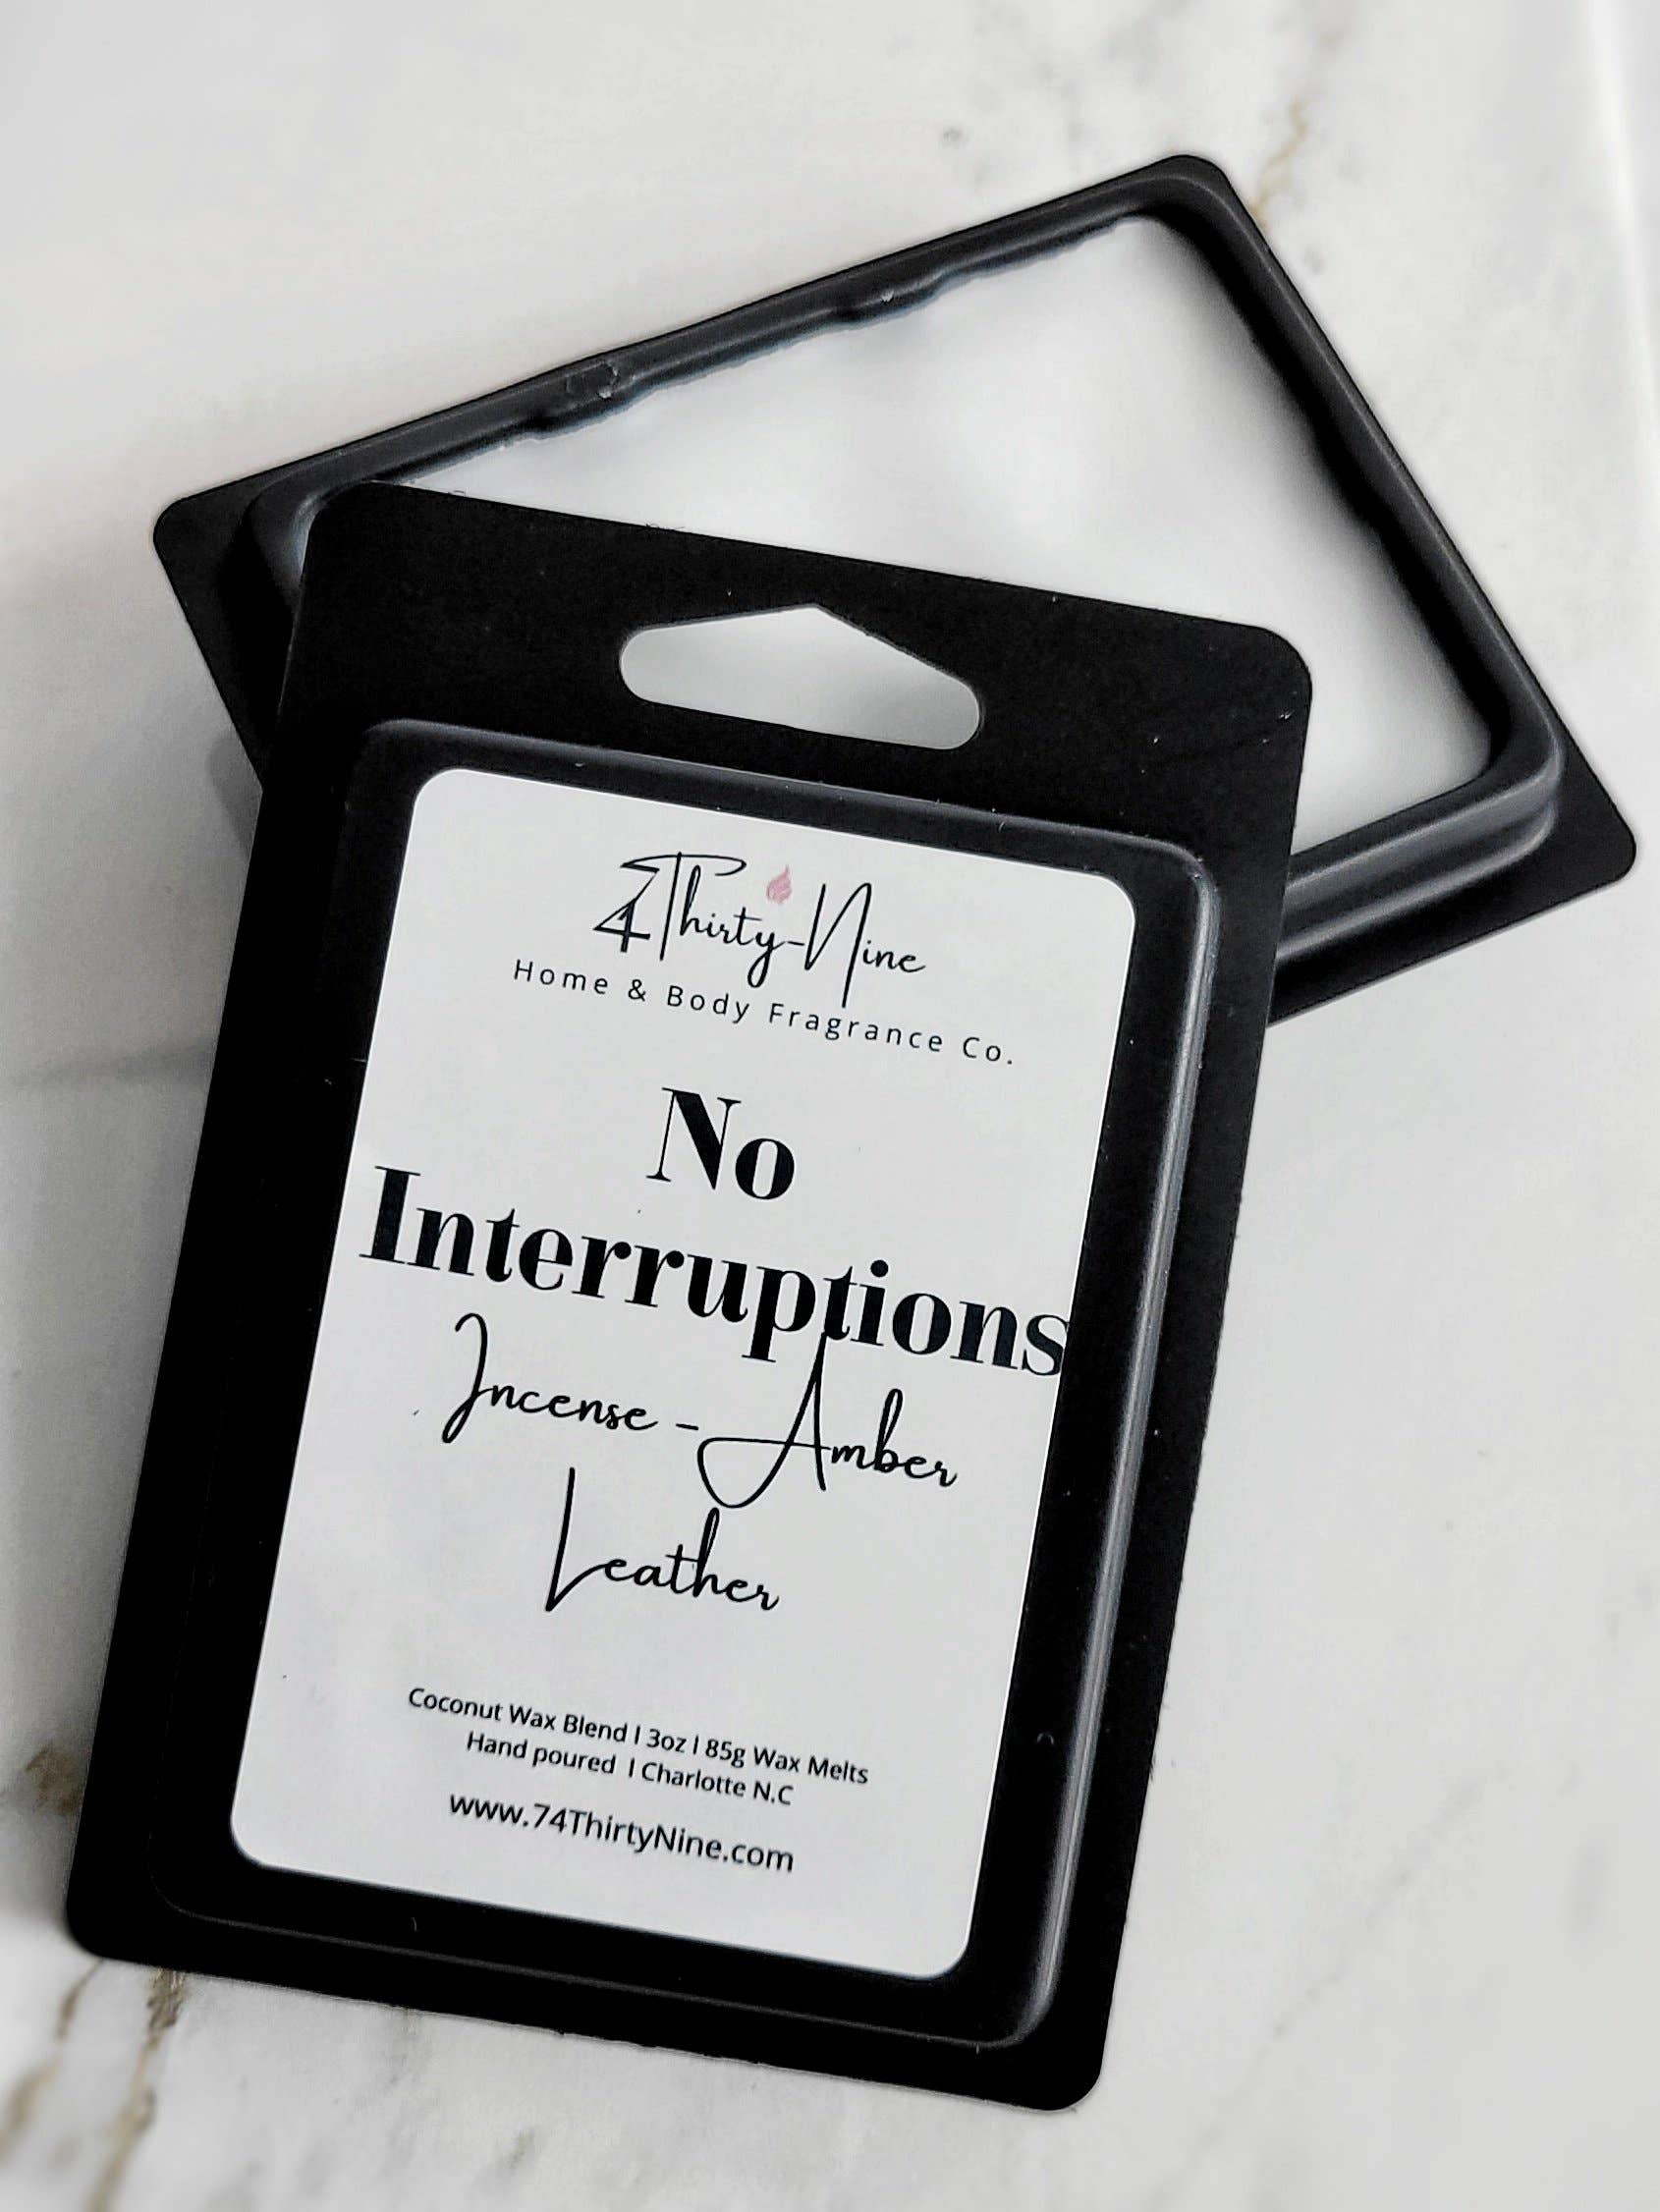 74Thirty-Nine
Home & Body Fragrance Co.
No
Interruptions
Incense - Amber
Leather
Coconut Wax Blend | 3oz | 85g Wax Melts
Hand poured | Charlotte N.C
www.74ThirtyNine.com